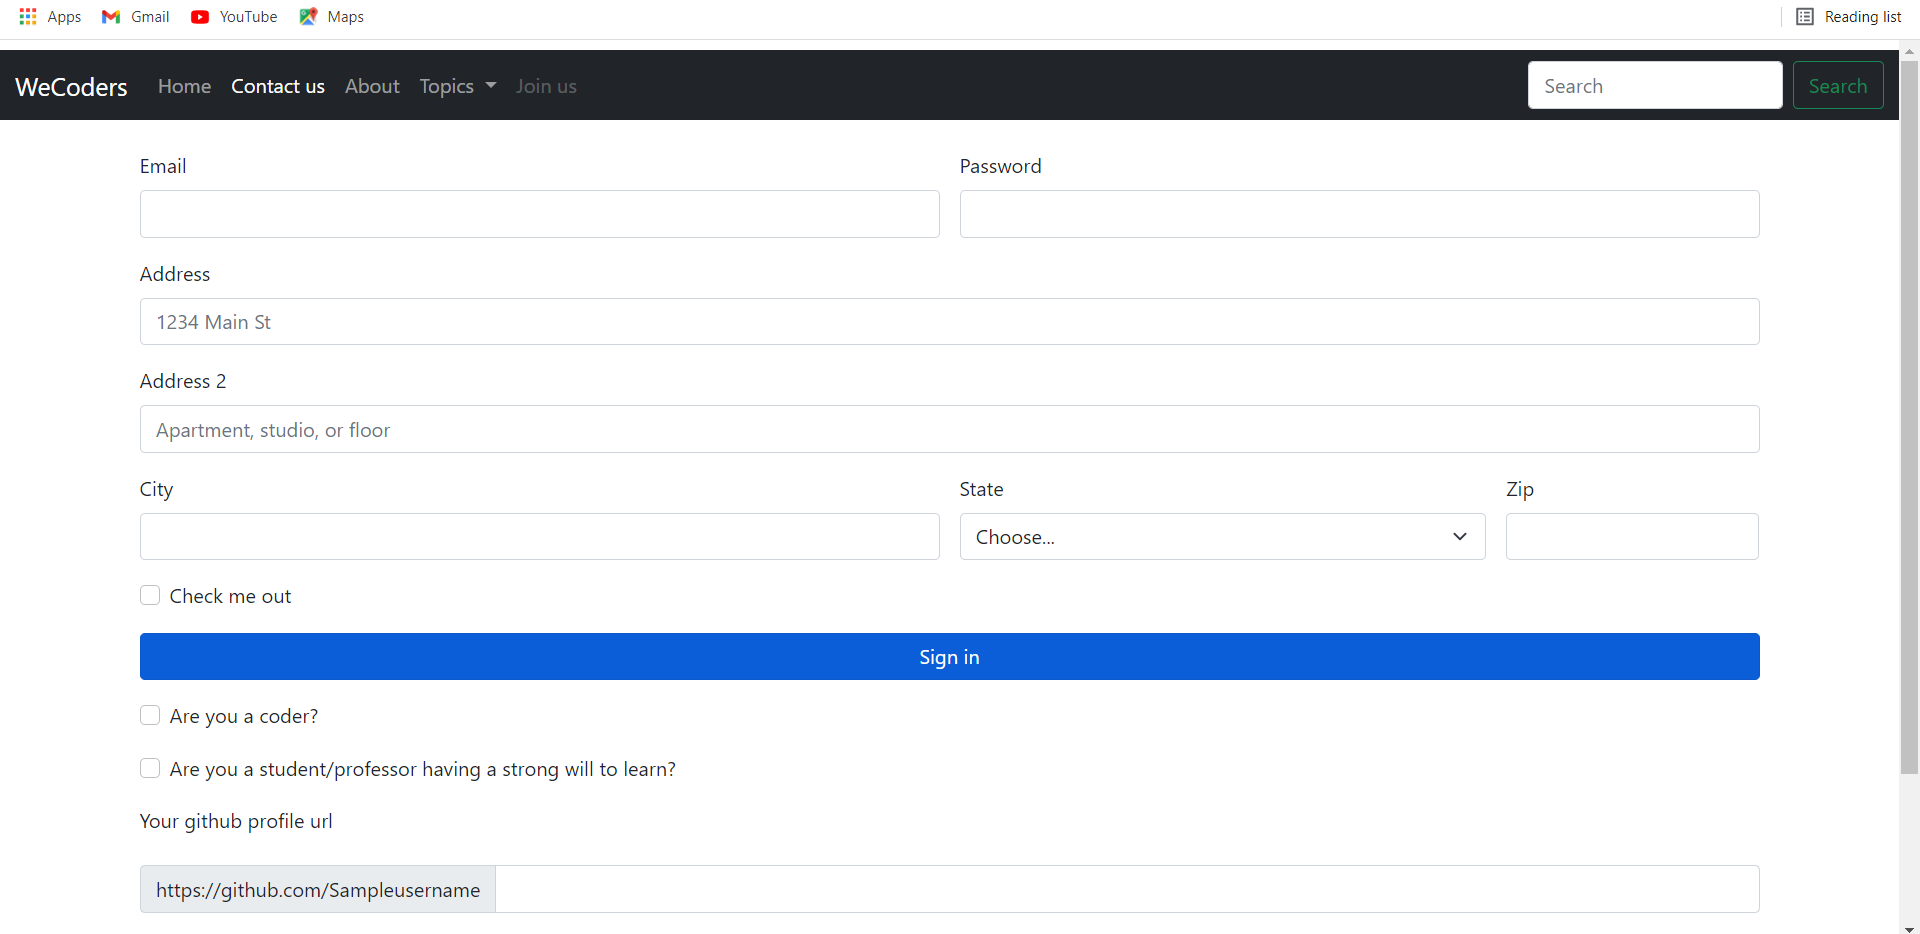 Apps Gmail YouTube Maps Reading list
WeCoders Home Contact us About Topics Join us Search Search
Email Password
Address
1234 Main St
Address 2
Apartment, studio, or floor
City State Zip
Choose...
Check me out
Sign in
Are you a coder?
Are you a student/professor having a strong will to learn?
Your github profile url
https://github.com/Sampleusername